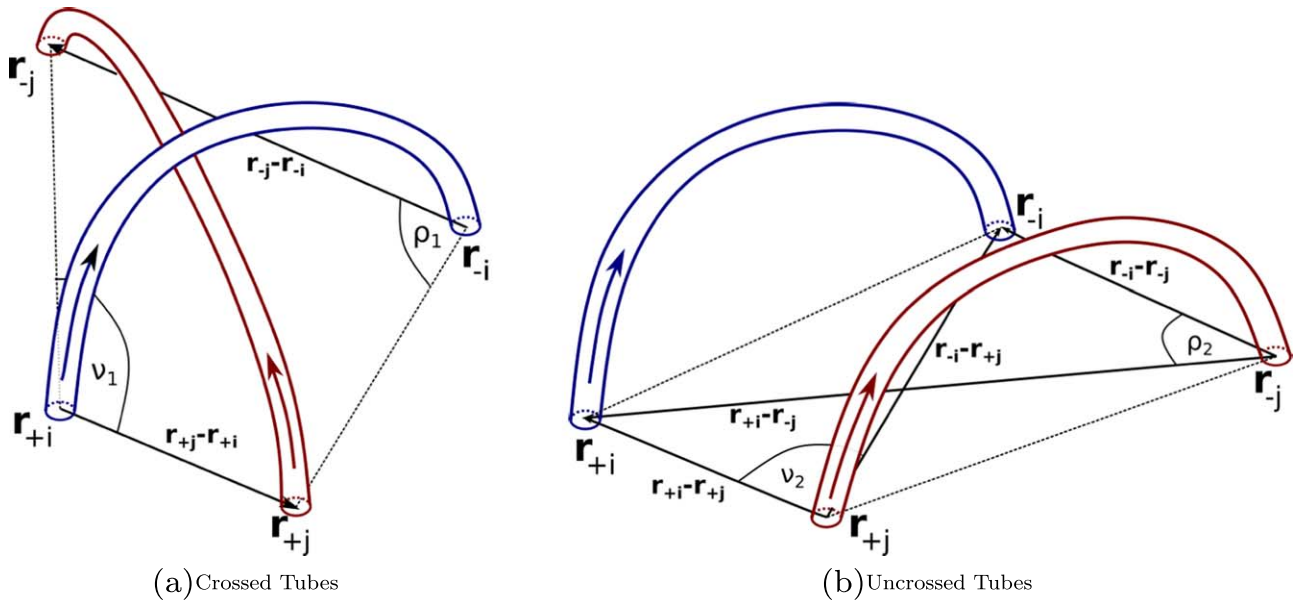 r-j
r-j-r-i
ρ1
r-i
ν1
r+j-r+i
r+i
r+j
(a)Crossed Tubes
r-i
r-i-r-j
r-i-r+j
ρ2
r-j
r+i-r-j
r+i
ν2
r+i-r+j
r+j
(b)Uncrossed Tubes